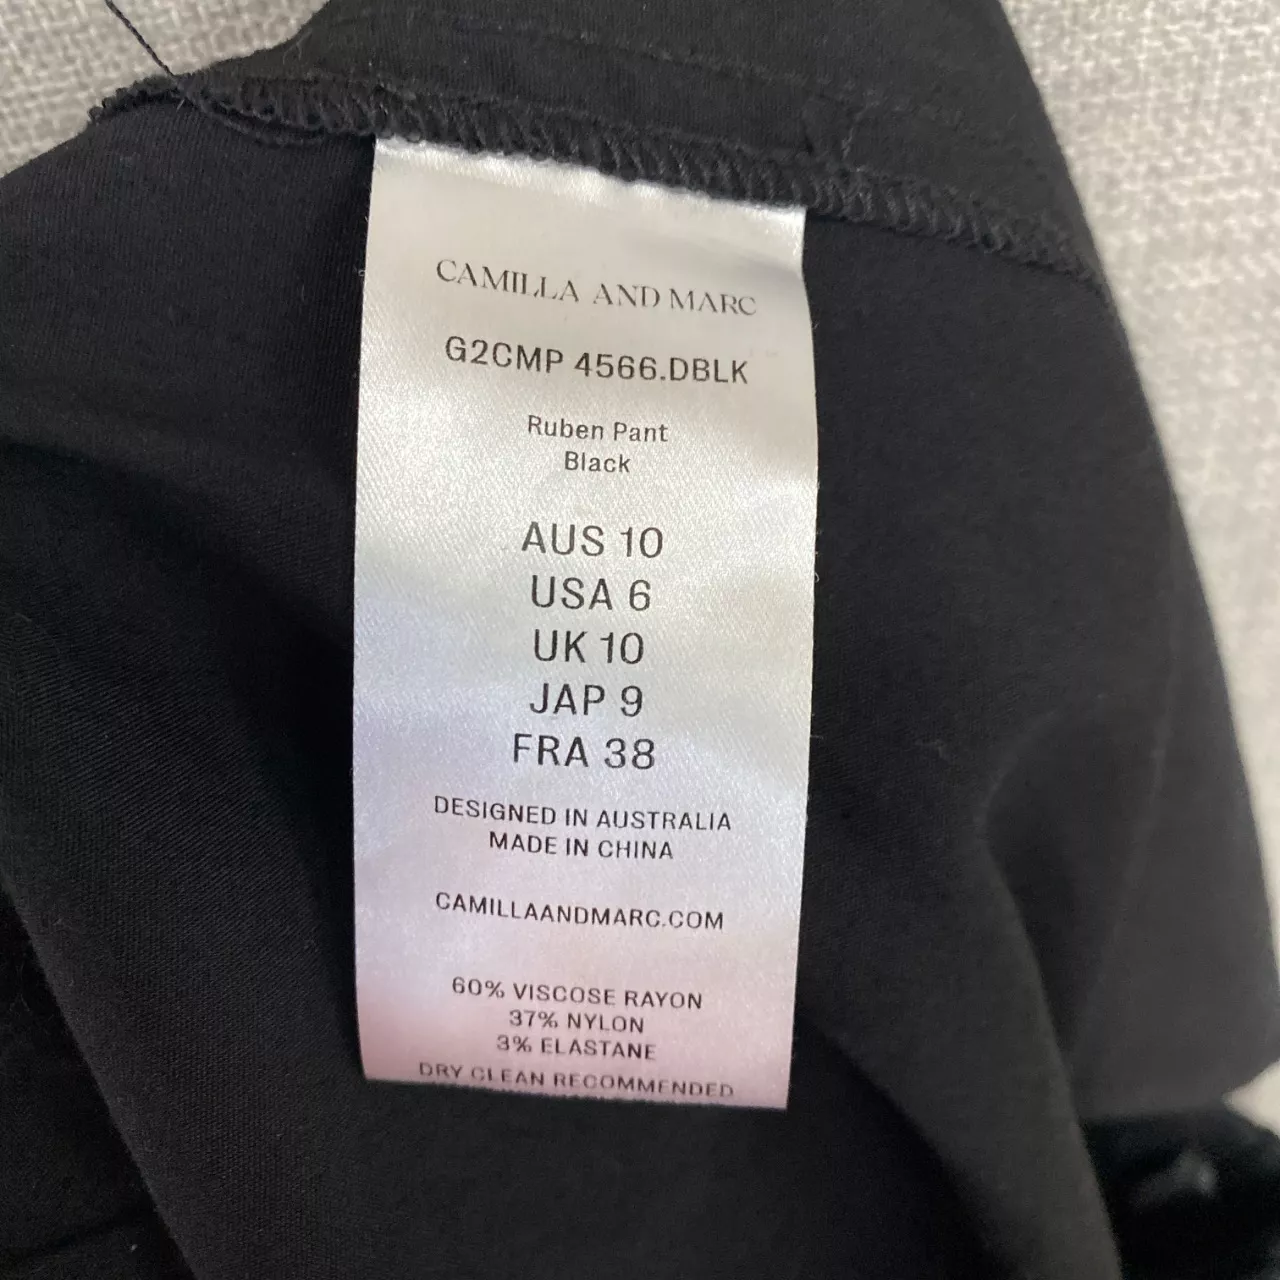 CAMILLA AND MARC
G2CMP 4566.DBLK
Ruben Pant
Black
AUS 10
USA 6
UK 10
JAP 9
FRA 38
DESIGNED IN AUSTRALIA
MADE IN CHINA
CAMILLAANDMARC.COM
60% VISCOSE RAYON
37% NYLON
3% ELASTANE
DRY CLEAN RECOMMENDED